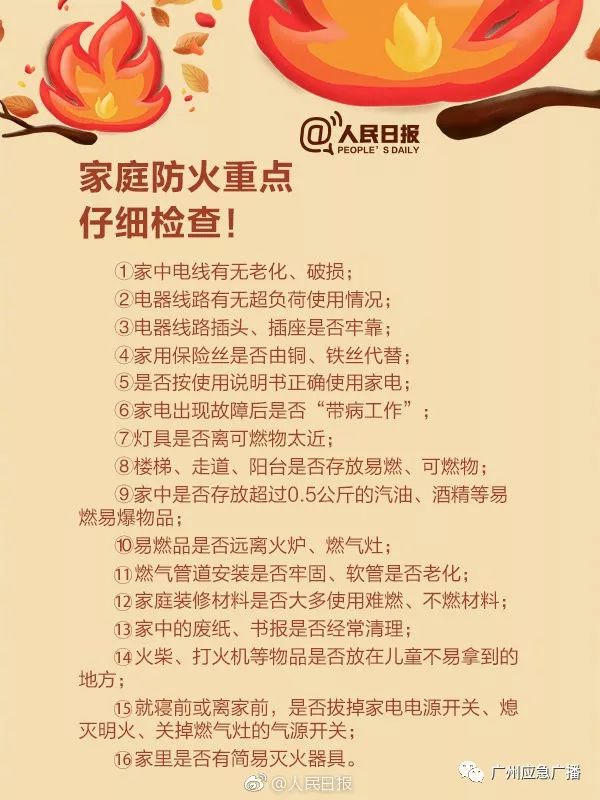 @人民日报
PEOPLE'S DAILY
家庭防火重点
仔细检查！
①家中电线有无老化、破损；
②电器线路有无超负荷使用情况；
③电器线路插头、插座是否牢靠；
④家用保险丝是否由铜、铁丝代替；
⑤是否按使用说明书正确使用家电；
⑥家电出现故障后是否“带病工作”；
⑦灯具是否离可燃物太近；
⑧楼梯、走道、阳台是否存放易燃、可燃物；
⑨家中是否存放超过0.5公斤的汽油、酒精等易
燃易爆物品；
⑩易燃品是否远离火炉、燃气灶；
⑪燃气管道安装是否牢固、软管是否老化；
⑫家庭装修材料是否大多使用难燃、不燃材料；
⑬家中的废纸、书报是否经常清理；
⑭火柴、打火机等物品是否放在儿童不易拿到的
地方；
⑮就寝前或离家前，是否拔掉家电电源开关、熄
灭明火、关掉燃气灶的气源开关；
⑯家里是否有简易灭火器具。
@人民日报
广州应急广播